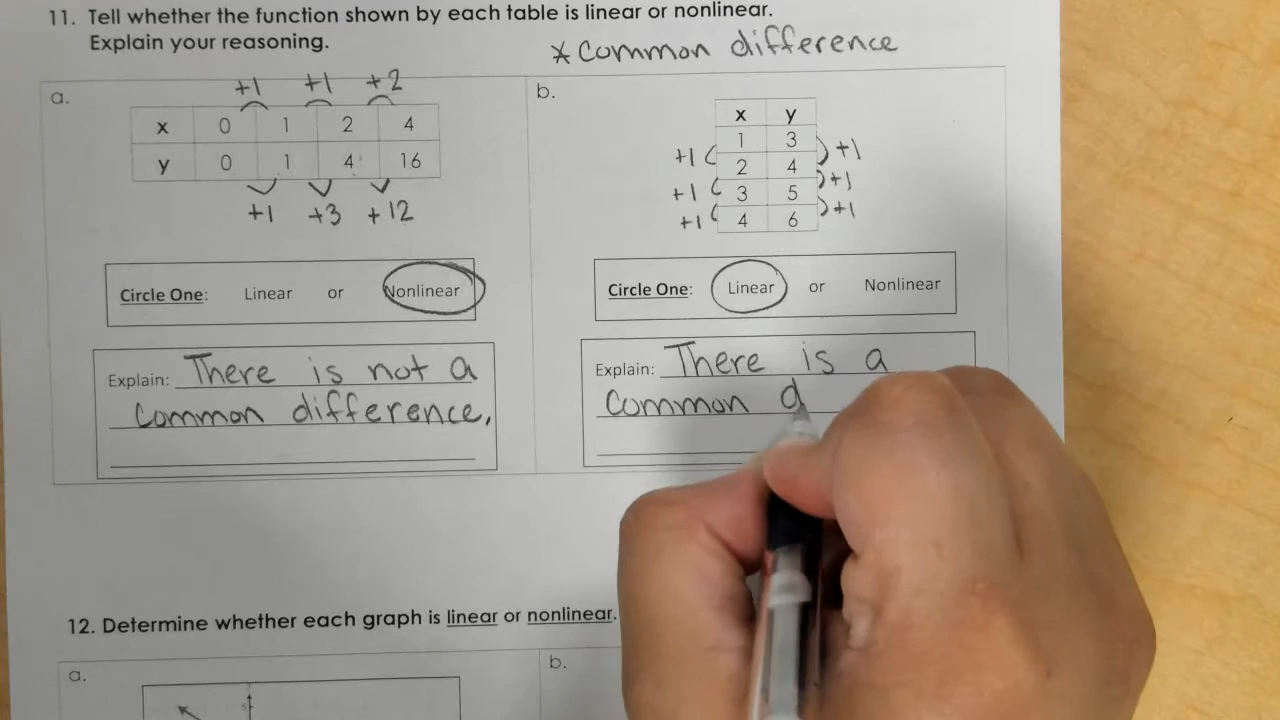 11. Tell whether the function shown by each table is linear or nonlinear.
Explain your reasoning.
* Common difference
a.
+1 +1 +2
x 0 1 2 4
y 0 1 4 16
+1 +3 +12
Circle One: Linear or Nonlinear
Explain: There is not a
common difference,
b.
x y
1 3
2 4
3 5
4 6
+1 +1
+1 +1
+1 +1
Circle One: Linear or Nonlinear
Explain: There is a
common d
12. Determine whether each graph is linear or nonlinear.
a.
b.